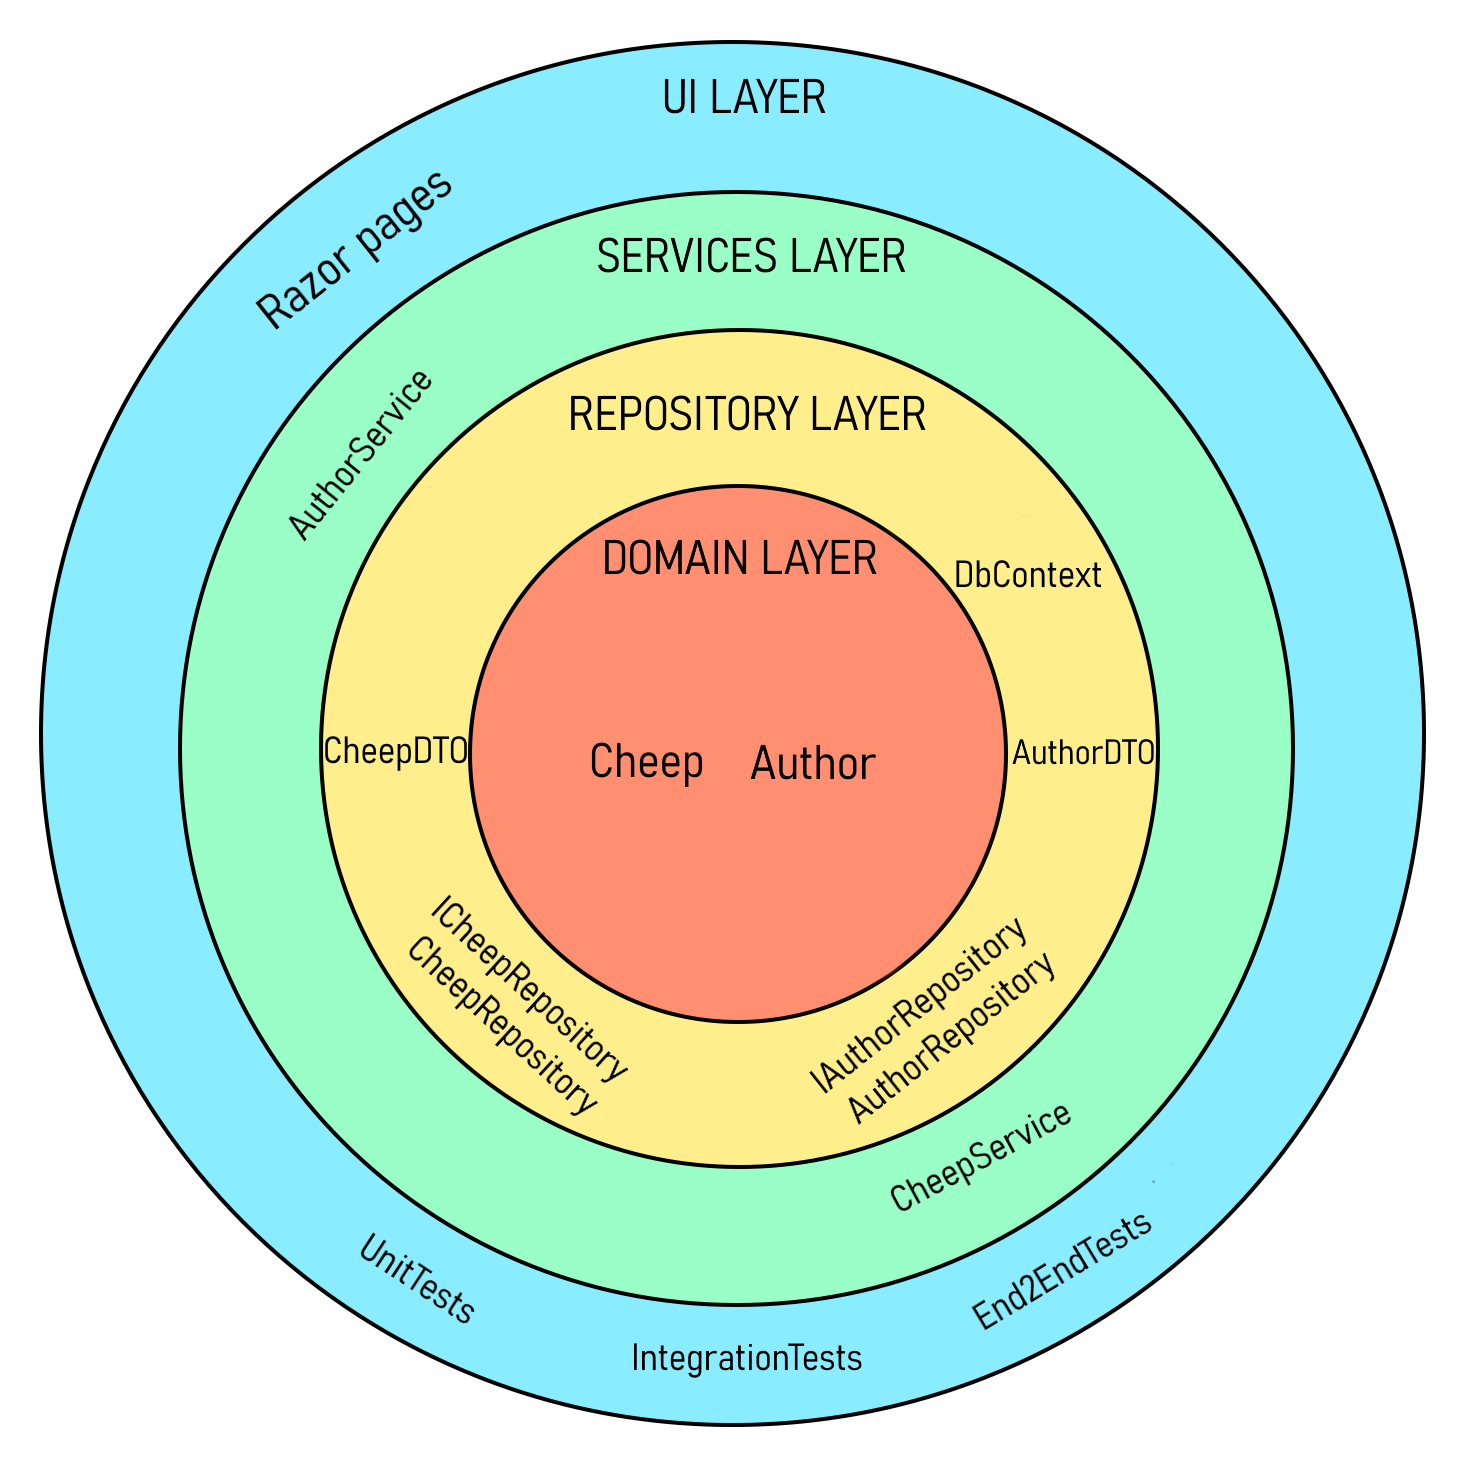 UI LAYER
Razor pages
SERVICES LAYER
AuthorService
REPOSITORY LAYER
DOMAIN LAYER
DbContext
CheepDTO
Cheep
Author
AuthorDTO
ICheepRepository
CheepRepository
IAuthorRepository
AuthorRepository
CheepService
UnitTests
End2EndTests
IntegrationTests